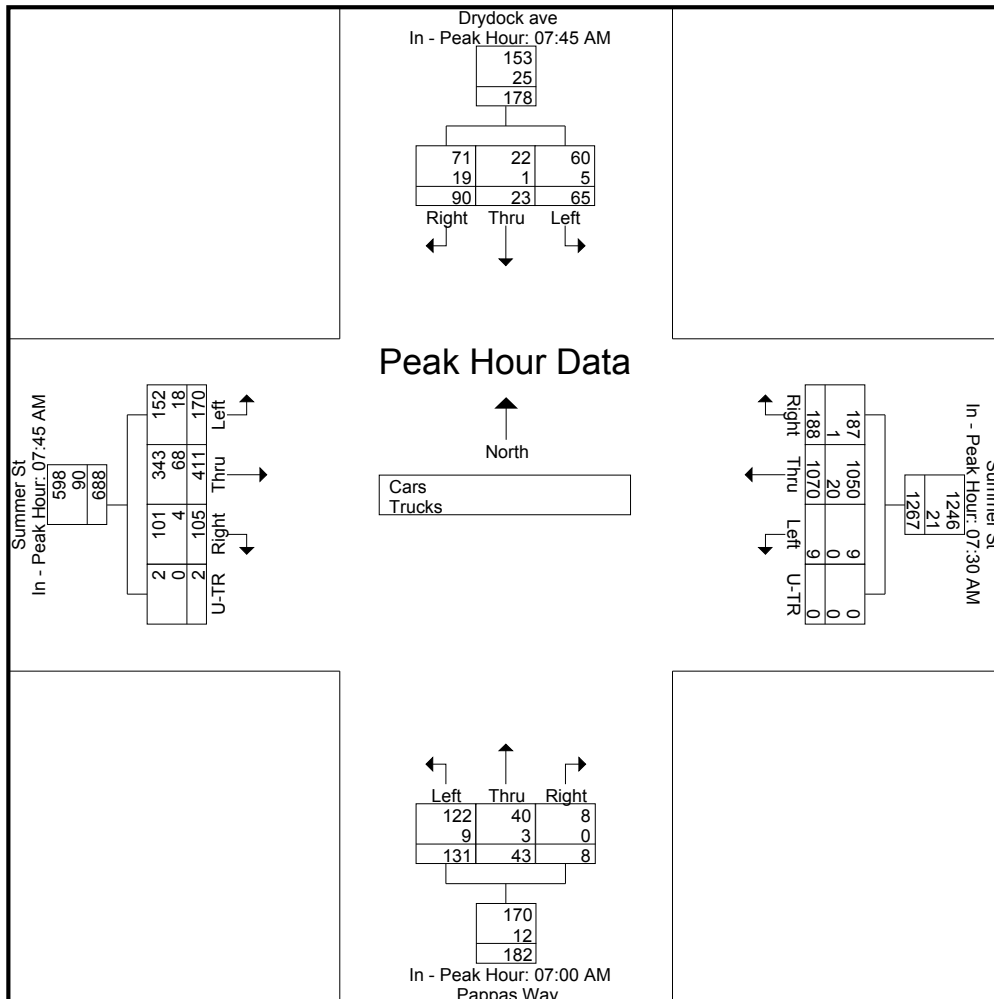 Drydock ave
In - Peak Hour: 07:45 AM
153
25
178
71 22 60
19 1 5
90 23 65
Right Thru Left
Peak Hour Data
North
Cars
Trucks
Summer St
In - Peak Hour: 07:45 AM
598
90
688
152 343 101 2
18 68 4 0
170 411 105 2
Left Thru Right U-TR
Summer St
In - Peak Hour: 07:30 AM
1246
21
1267
187 1050 9 0
1 20 0 0
188 1070 9 0
Right Thru Left U-TR
Left Thru Right
122 40 8
9 3 0
131 43 8
170
12
182
In - Peak Hour: 07:00 AM
Pappas Way